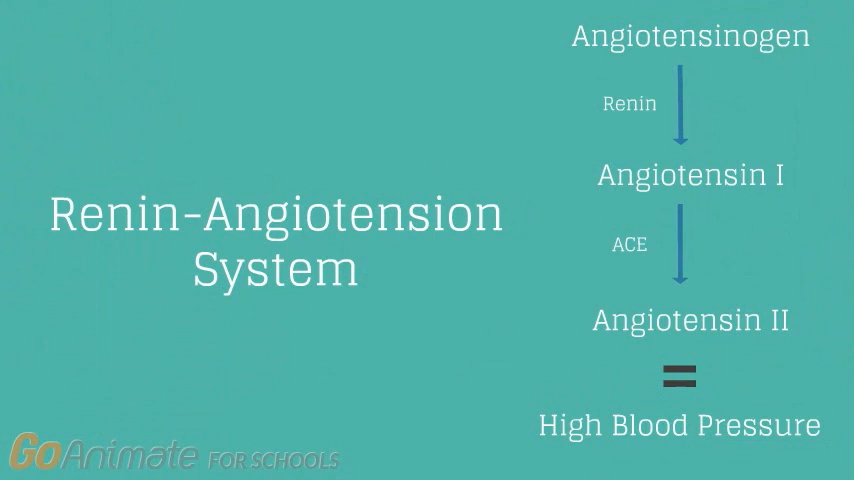 Renin-Angiotension
System
Angiotensinogen
Renin
Angiotensin I
ACE
Angiotensin II
=
High Blood Pressure
GoAnimate FOR SCHOOLS